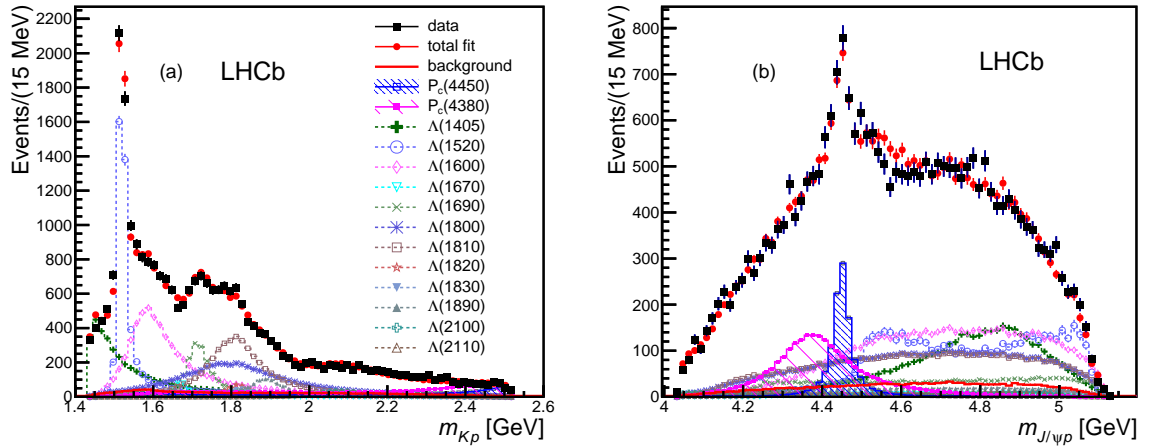 Events/(15 MeV)
2200
2000
1800
1600
1400
1200
1000
800
600
400
200
0
(a)
LHCb
data
total fit
background
P_c(4450)
P_c(4380)
Λ(1405)
Λ(1520)
Λ(1600)
Λ(1670)
Λ(1690)
Λ(1800)
Λ(1810)
Λ(1820)
Λ(1830)
Λ(1890)
Λ(2100)
Λ(2110)
1.4 1.6 1.8 2 2.2 2.4 2.6
m_Kp [GeV]
Events/(15 MeV)
800
700
600
500
400
300
200
100
0
(b)
LHCb
4 4.2 4.4 4.6 4.8 5
m_J/ψp [GeV]